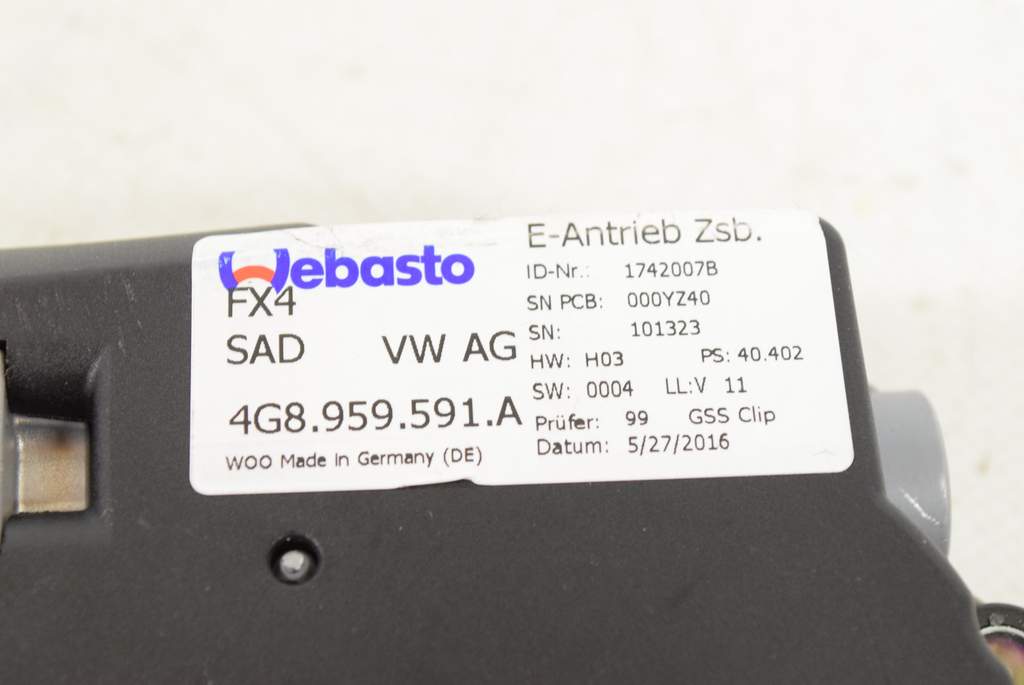 Webasto
FX4
SAD VW AG
4G8.959.591.A
WOO Made in Germany (DE)
E-Antrieb Zsb.
ID-Nr.: 1742007B
SN PCB: 000YZ40
SN: 101323
HW: H03 PS: 40.402
SW: 0004 LL:V 11
Prüfer: 99 GSS Clip
Datum: 5/27/2016